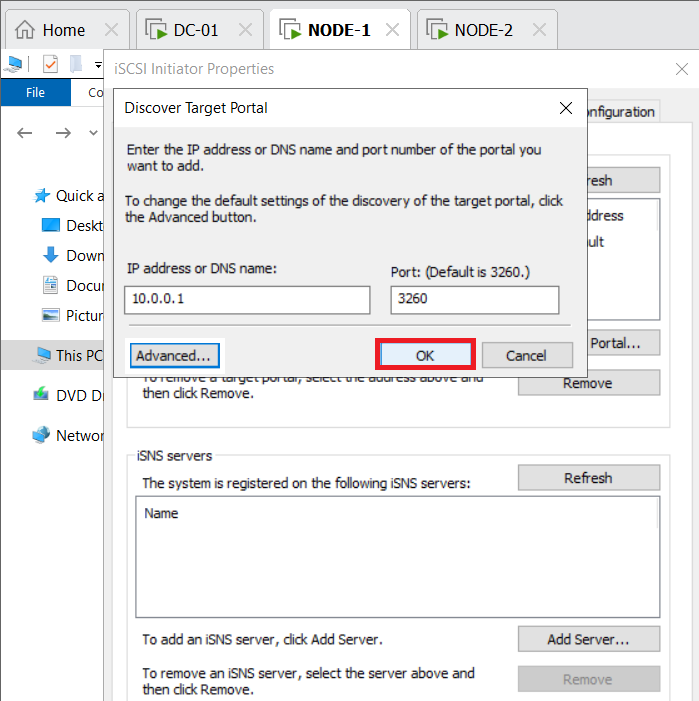 Home
DC-01
NODE-1
NODE-2
iSCSI Initiator Properties
File
Co
Discover Target Portal
onfiguration
Enter the IP address or DNS name and port number of the portal you
want to add.
resh
To change the default settings of the discovery of the target portal, click
the Advanced button.
ddress
ult
Quick a
Deskt
Down
Docu
Pictur
This PC
DVD D
Networ
IP address or DNS name:
Port: (Default is 3260.)
10.0.0.1
3260
Advanced...
OK
Cancel
Portal...
To remove a target portal, select the address above and
then click Remove.
Remove
iSNS servers
The system is registered on the following iSNS servers:
Refresh
Name
To add an iSNS server, click Add Server.
Add Server...
To remove an iSNS server, select the server above and
then click Remove.
Remove